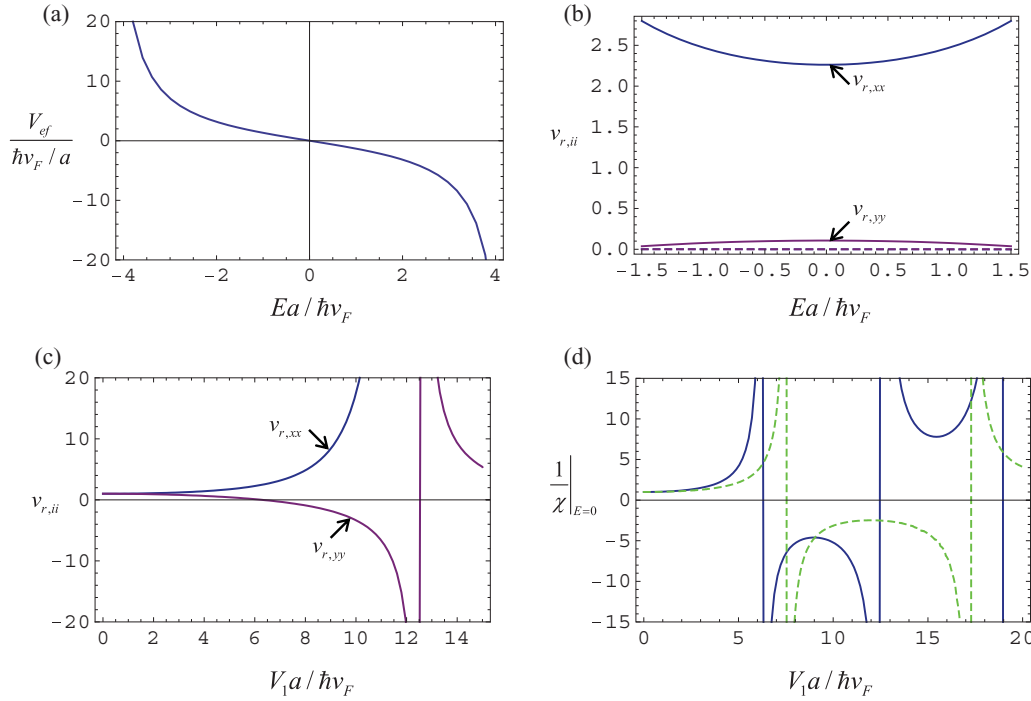 (a)
20
10
0
-10
-20
V_ef
ħv_F / a
-4
-2
0
2
4
Ea / ħv_F
(b)
2.5
2.0
1.5
1.0
0.5
0.0
v_r,ii
v_r,xx
v_r,yy
-1.5
-1.0
-0.5
0.0
0.5
1.0
1.5
Ea / ħv_F
(c)
20
10
0
-10
-20
v_r,ii
v_r,xx
v_r,yy
0
2
4
6
8
10
12
14
V_1 a / ħv_F
(d)
15
10
5
0
-5
-10
-15
1
χ |_E=0
0
5
10
15
20
V_1 a / ħv_F